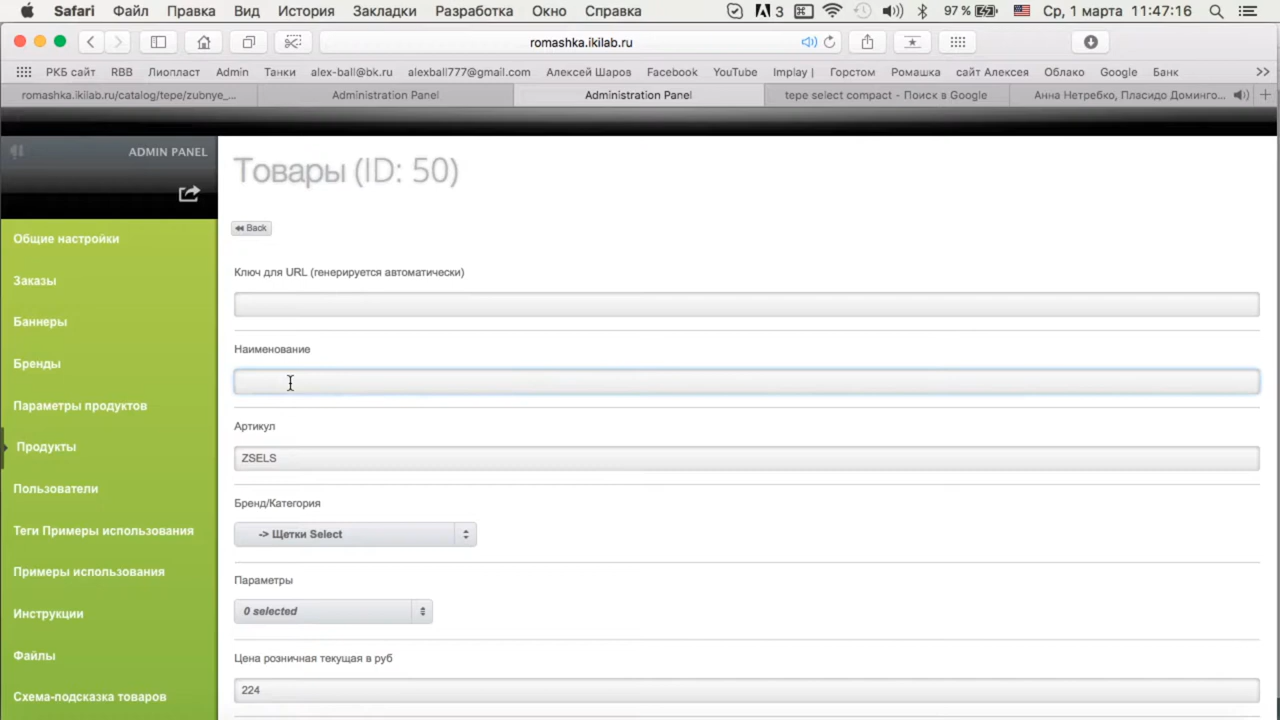 Safari Файл Правка Вид История Закладки Разработка Окно Справка 3 97 % Ср, 1 марта 11:47:16
romashka.ikilab.ru
РКБ сайт RBB Лиопласт Admin Танки alex-ball@bk.ru alexball777@gmail.com Алексей Шаров Facebook YouTube Implay | Горстом Ромашка сайт Алексея Облако Google Банк >>
romashka.ikilab.ru/catalog/tepe/zubnye_... Administration Panel Administration Panel tepe select compact - Поиск в Google Анна Нетребко, Пласидо Доминго...
ADMIN PANEL
Товары (ID: 50)
Back
Общие настройки
Ключ для URL (генерируется автоматически)
Заказы
Баннеры
Наименование
Бренды
Параметры продуктов
Артикул
Продукты
ZSELS
Пользователи
Бренд/Категория
Теги Примеры использования
-> Щетки Select
Примеры использования
Параметры
Инструкции
0 selected
Файлы
Цена розничная текущая в руб
Схема-подсказка товаров
224